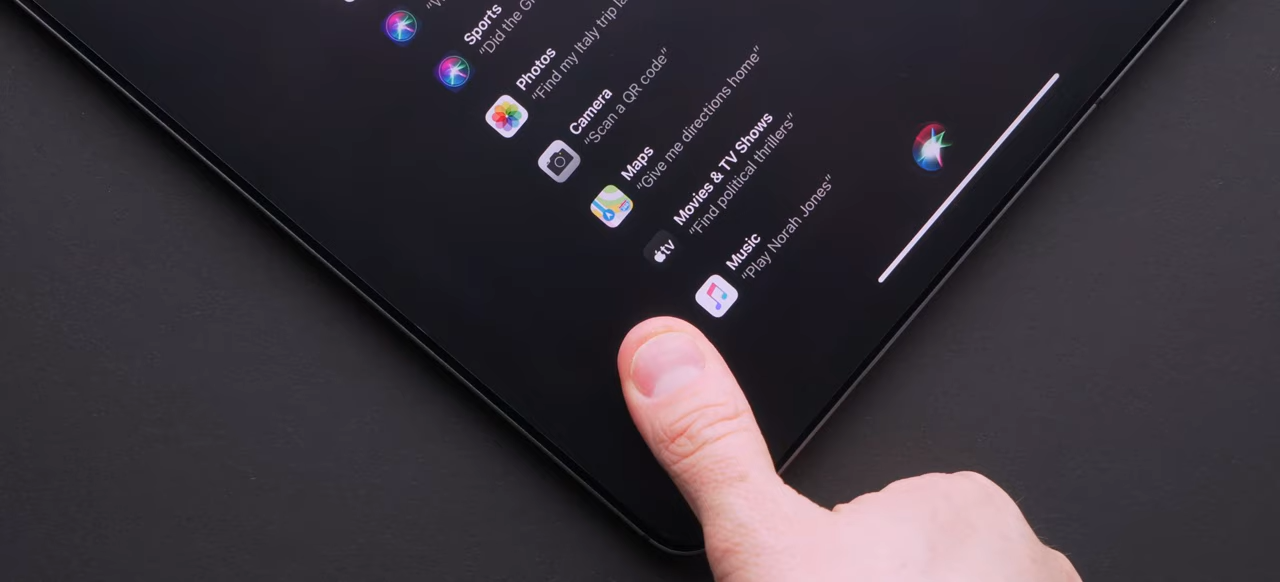 Sports
“Did the
Photos
“Find my Italy trip
Camera
“Scan a QR code”
Maps
“Give me directions home”
tv
Movies & TV Shows
“Find political thrillers”
Music
“Play Norah Jones”